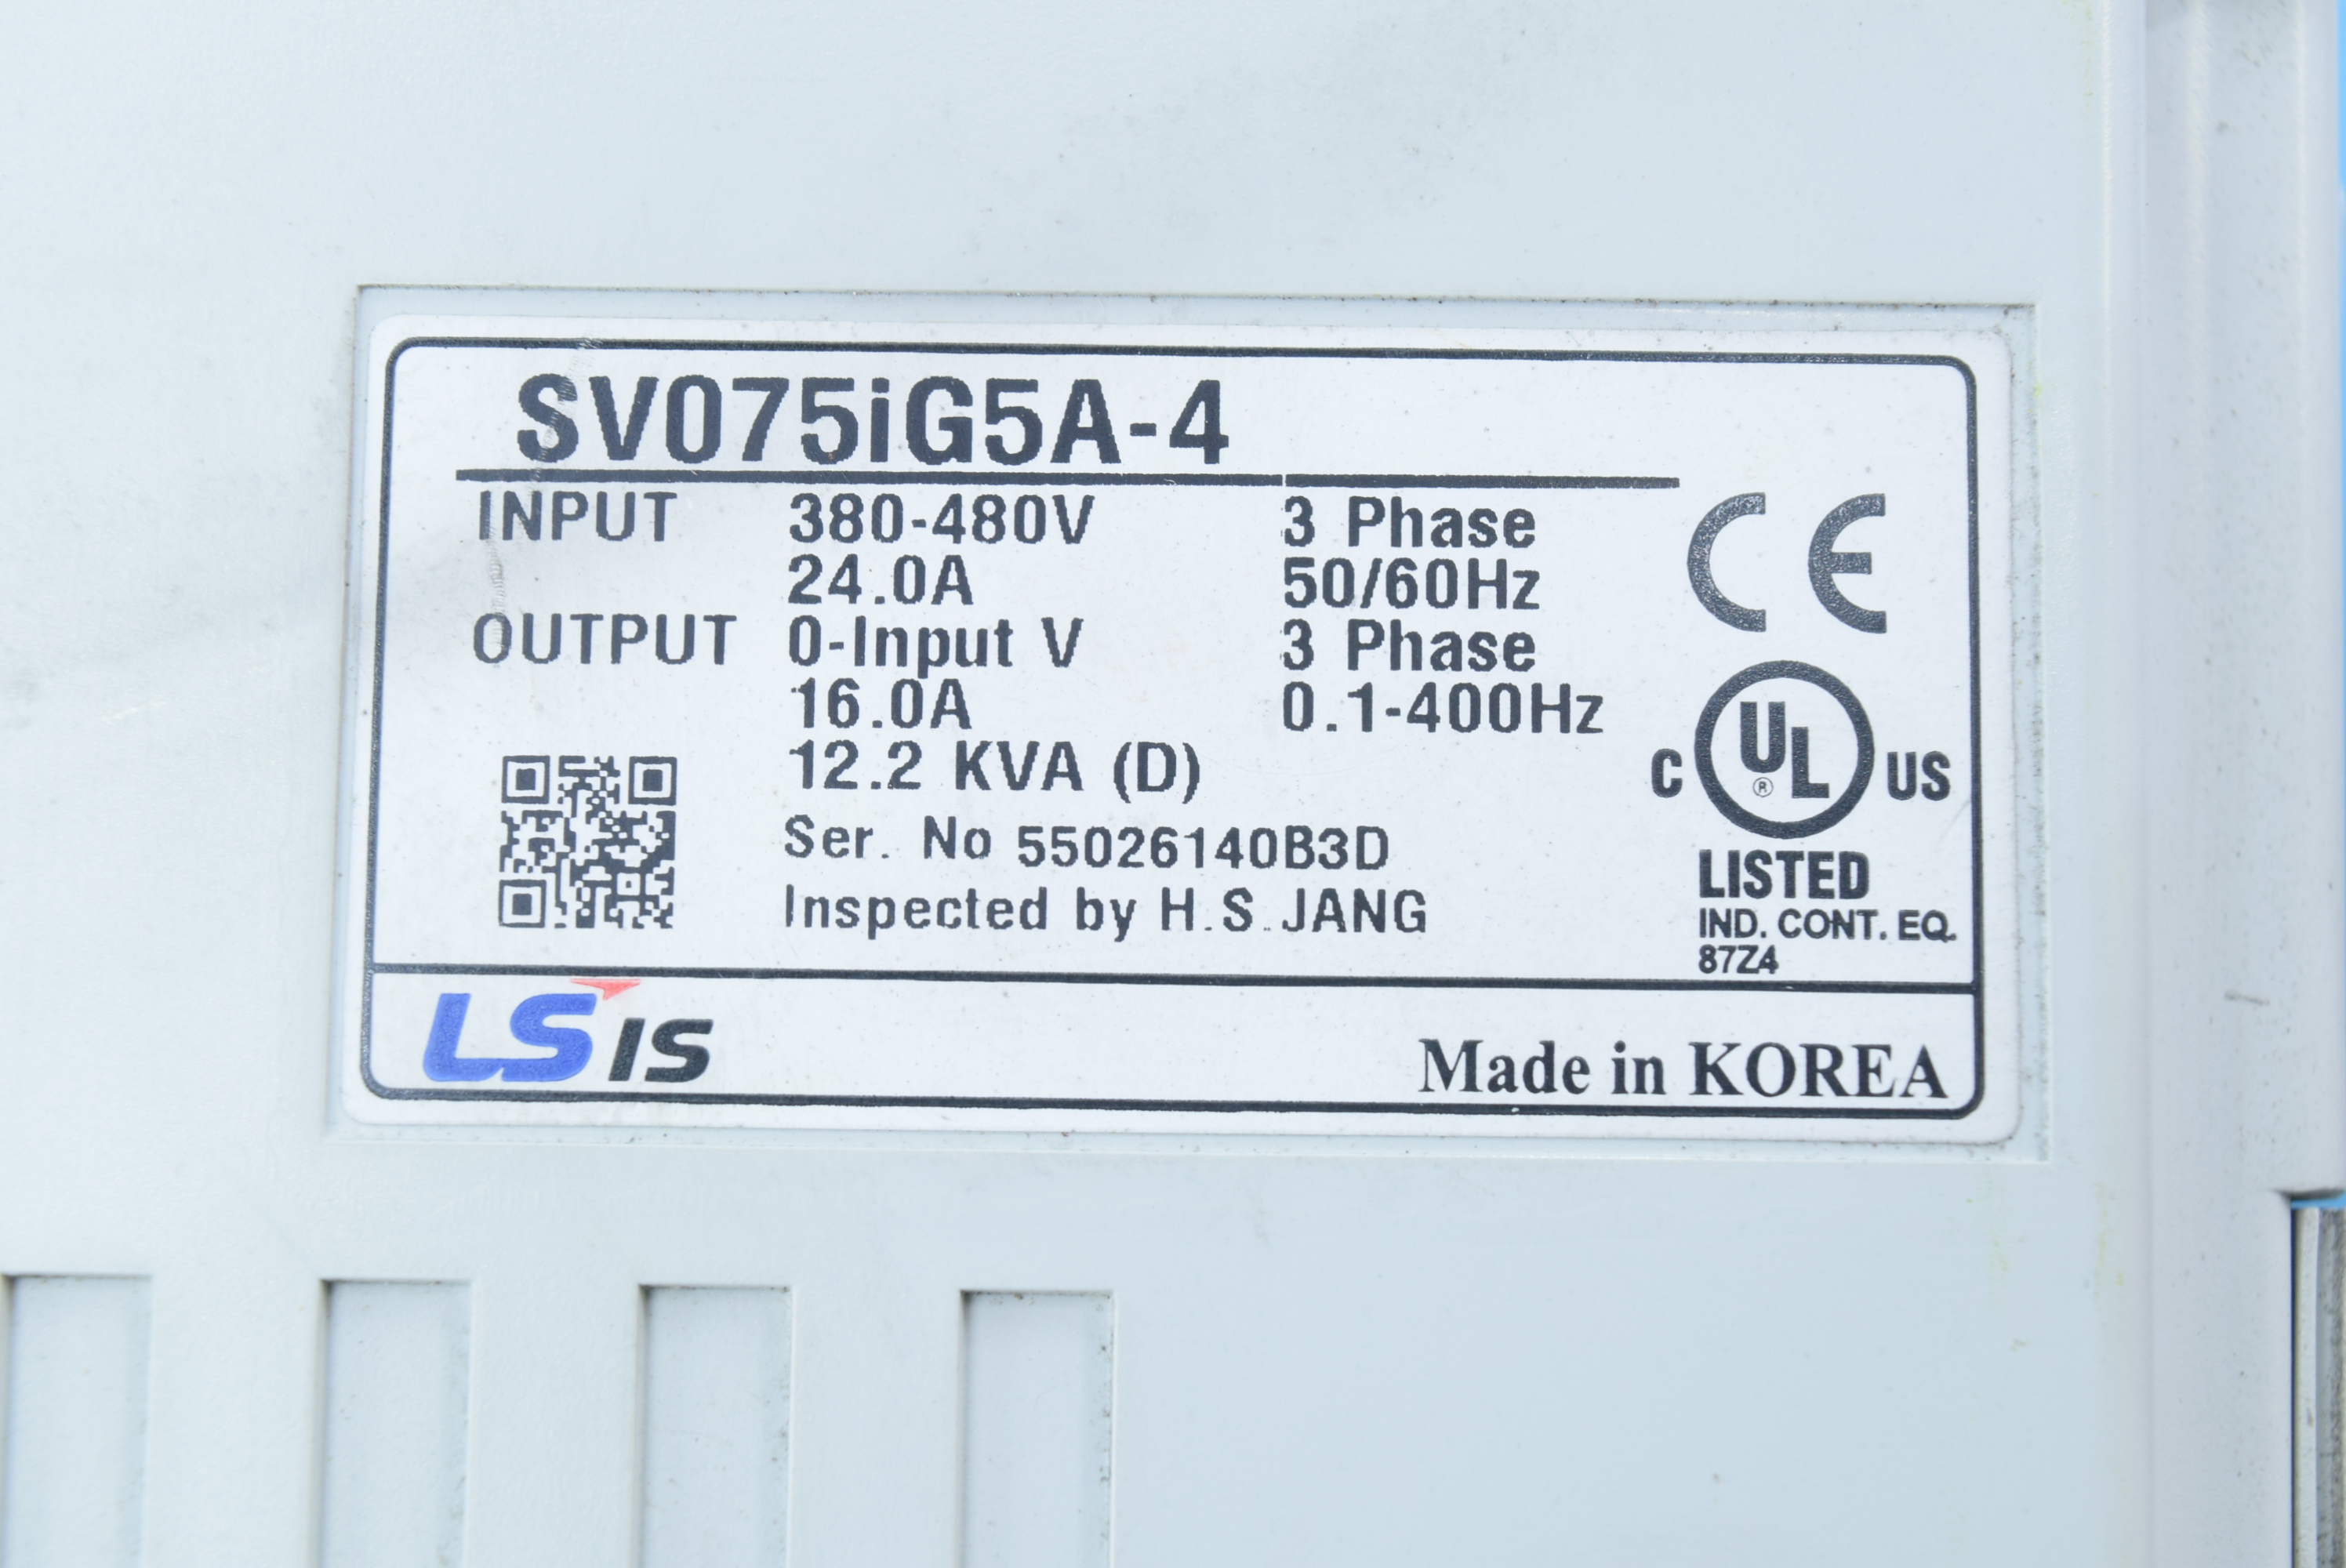 SV075iG5A-4
INPUT 380-480V 3 Phase
24.0A 50/60Hz
OUTPUT 0-Input V 3 Phase
16.0A 0.1-400Hz
12.2 KVA (D)
Ser. No 55026140B3D
Inspected by H.S.JANG
CE
C UL ® US
LISTED
IND. CONT. EQ.
87Z4
LS IS
Made in KOREA